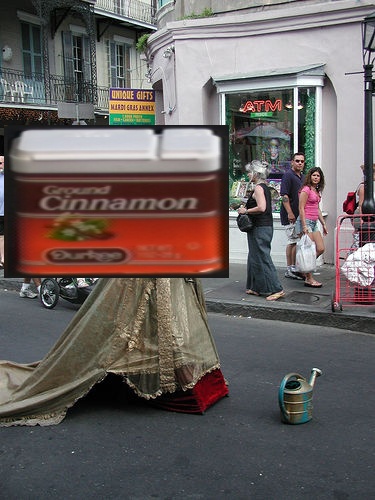 UNIQUE GIFTS
MARDI GRAS ANNEX
ATM
Ground
Cinnamon
Durkee